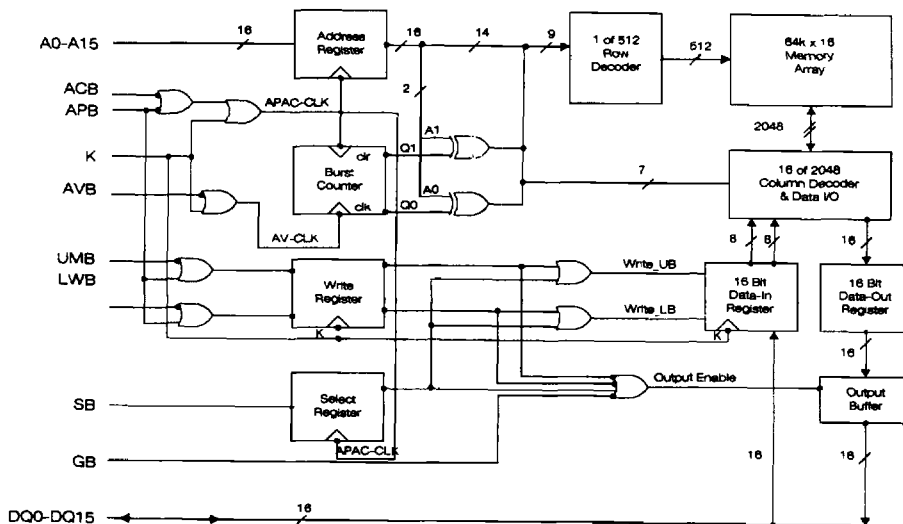 A0-A15
16
Address
Register
16
14
9
1 of 512
Row
Decoder
512
64k x 16
Memory
Array
ACB
APB
APAC-CLK
2
2048
K
A1
Q1
clr
Burst
Counter
clk
A0
Q0
7
16 of 2048
Column Decoder
& Data I/O
AVB
AV-CLK
8
8
16
UMB
LWB
Write
Register
K
Write_UB
Write_LB
16 Bit
Data-In
Register
K
16 Bit
Data-Out
Register
16
SB
Select
Register
APAC-CLK
Output Enable
Output
Buffer
GB
16
16
DQ0-DQ15
16